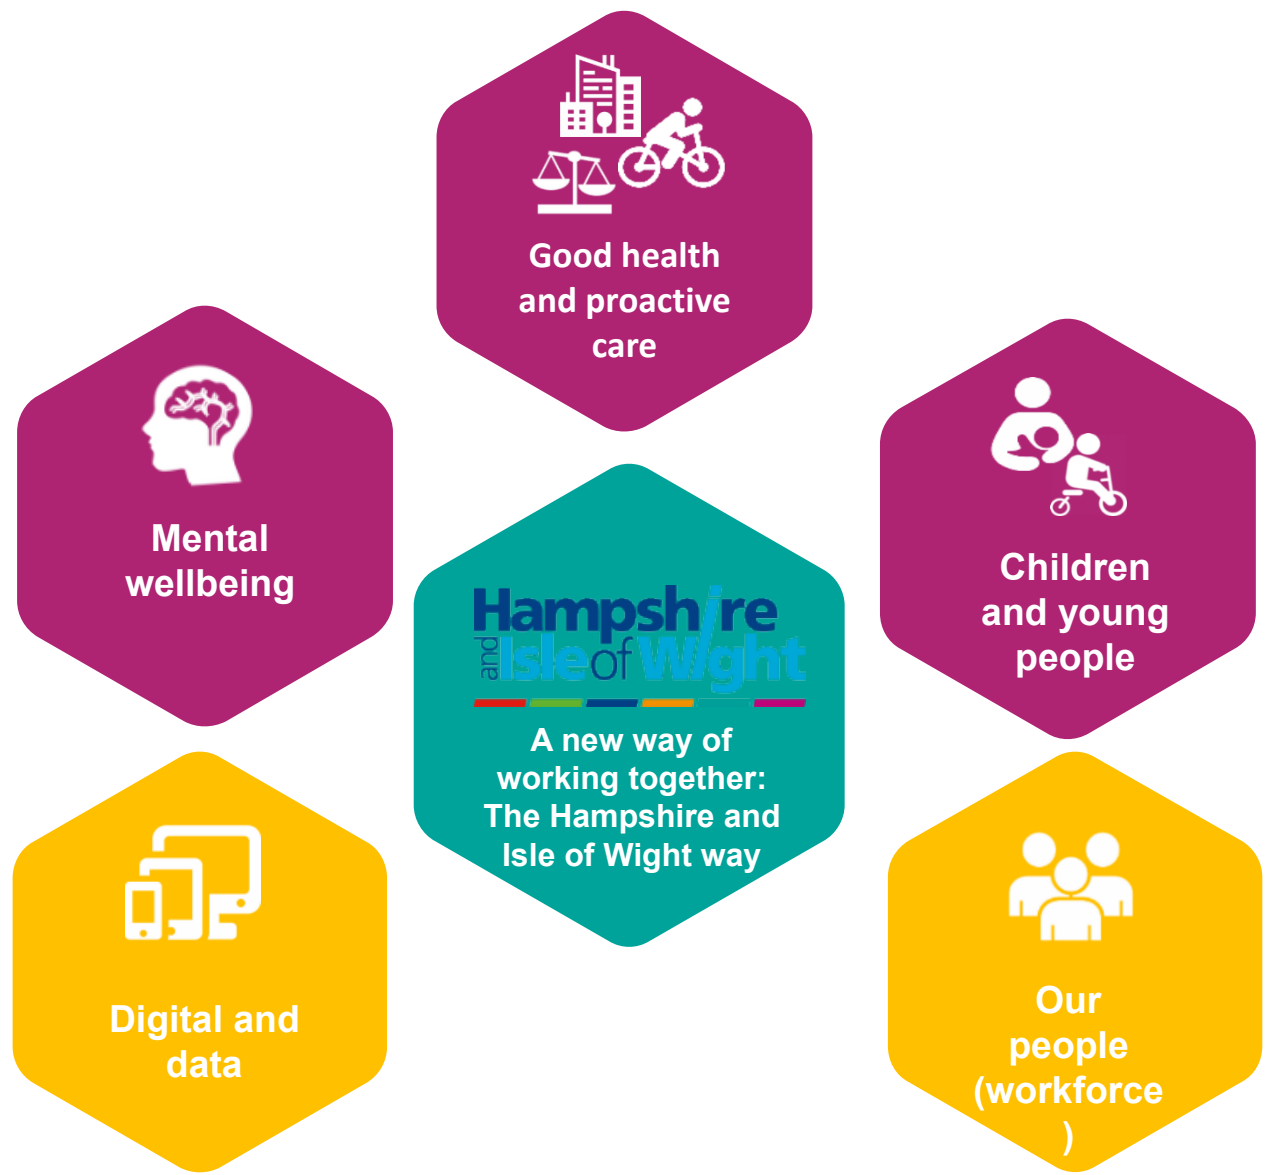 Good health
and proactive
care
Mental
wellbeing
Children
and young
people
Hampshire
and Isle of Wight
A new way of
working together:
The Hampshire and
Isle of Wight way
Digital and
data
Our
people
(workforce
)